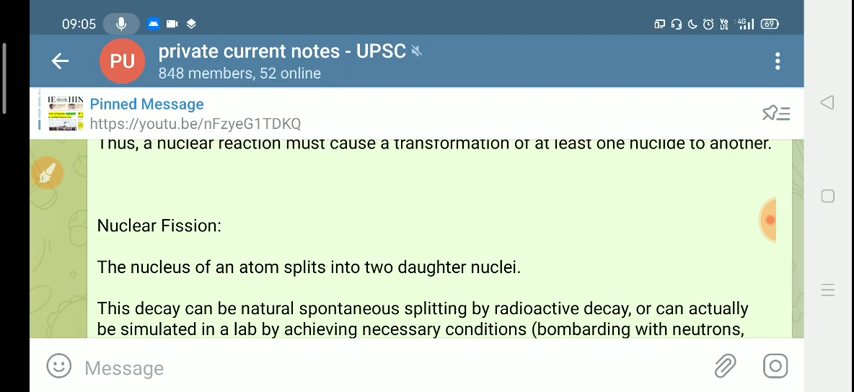 09:05
4G
69
PU
private current notes - UPSC
848 members, 52 online
Pinned Message
https://youtu.be/nFzyeG1TDKQ
Thus, a nuclear reaction must cause a transformation of at least one nuclide to another.
Nuclear Fission:
The nucleus of an atom splits into two daughter nuclei.
This decay can be natural spontaneous splitting by radioactive decay, or can actually
be simulated in a lab by achieving necessary conditions (bombarding with neutrons,
Message